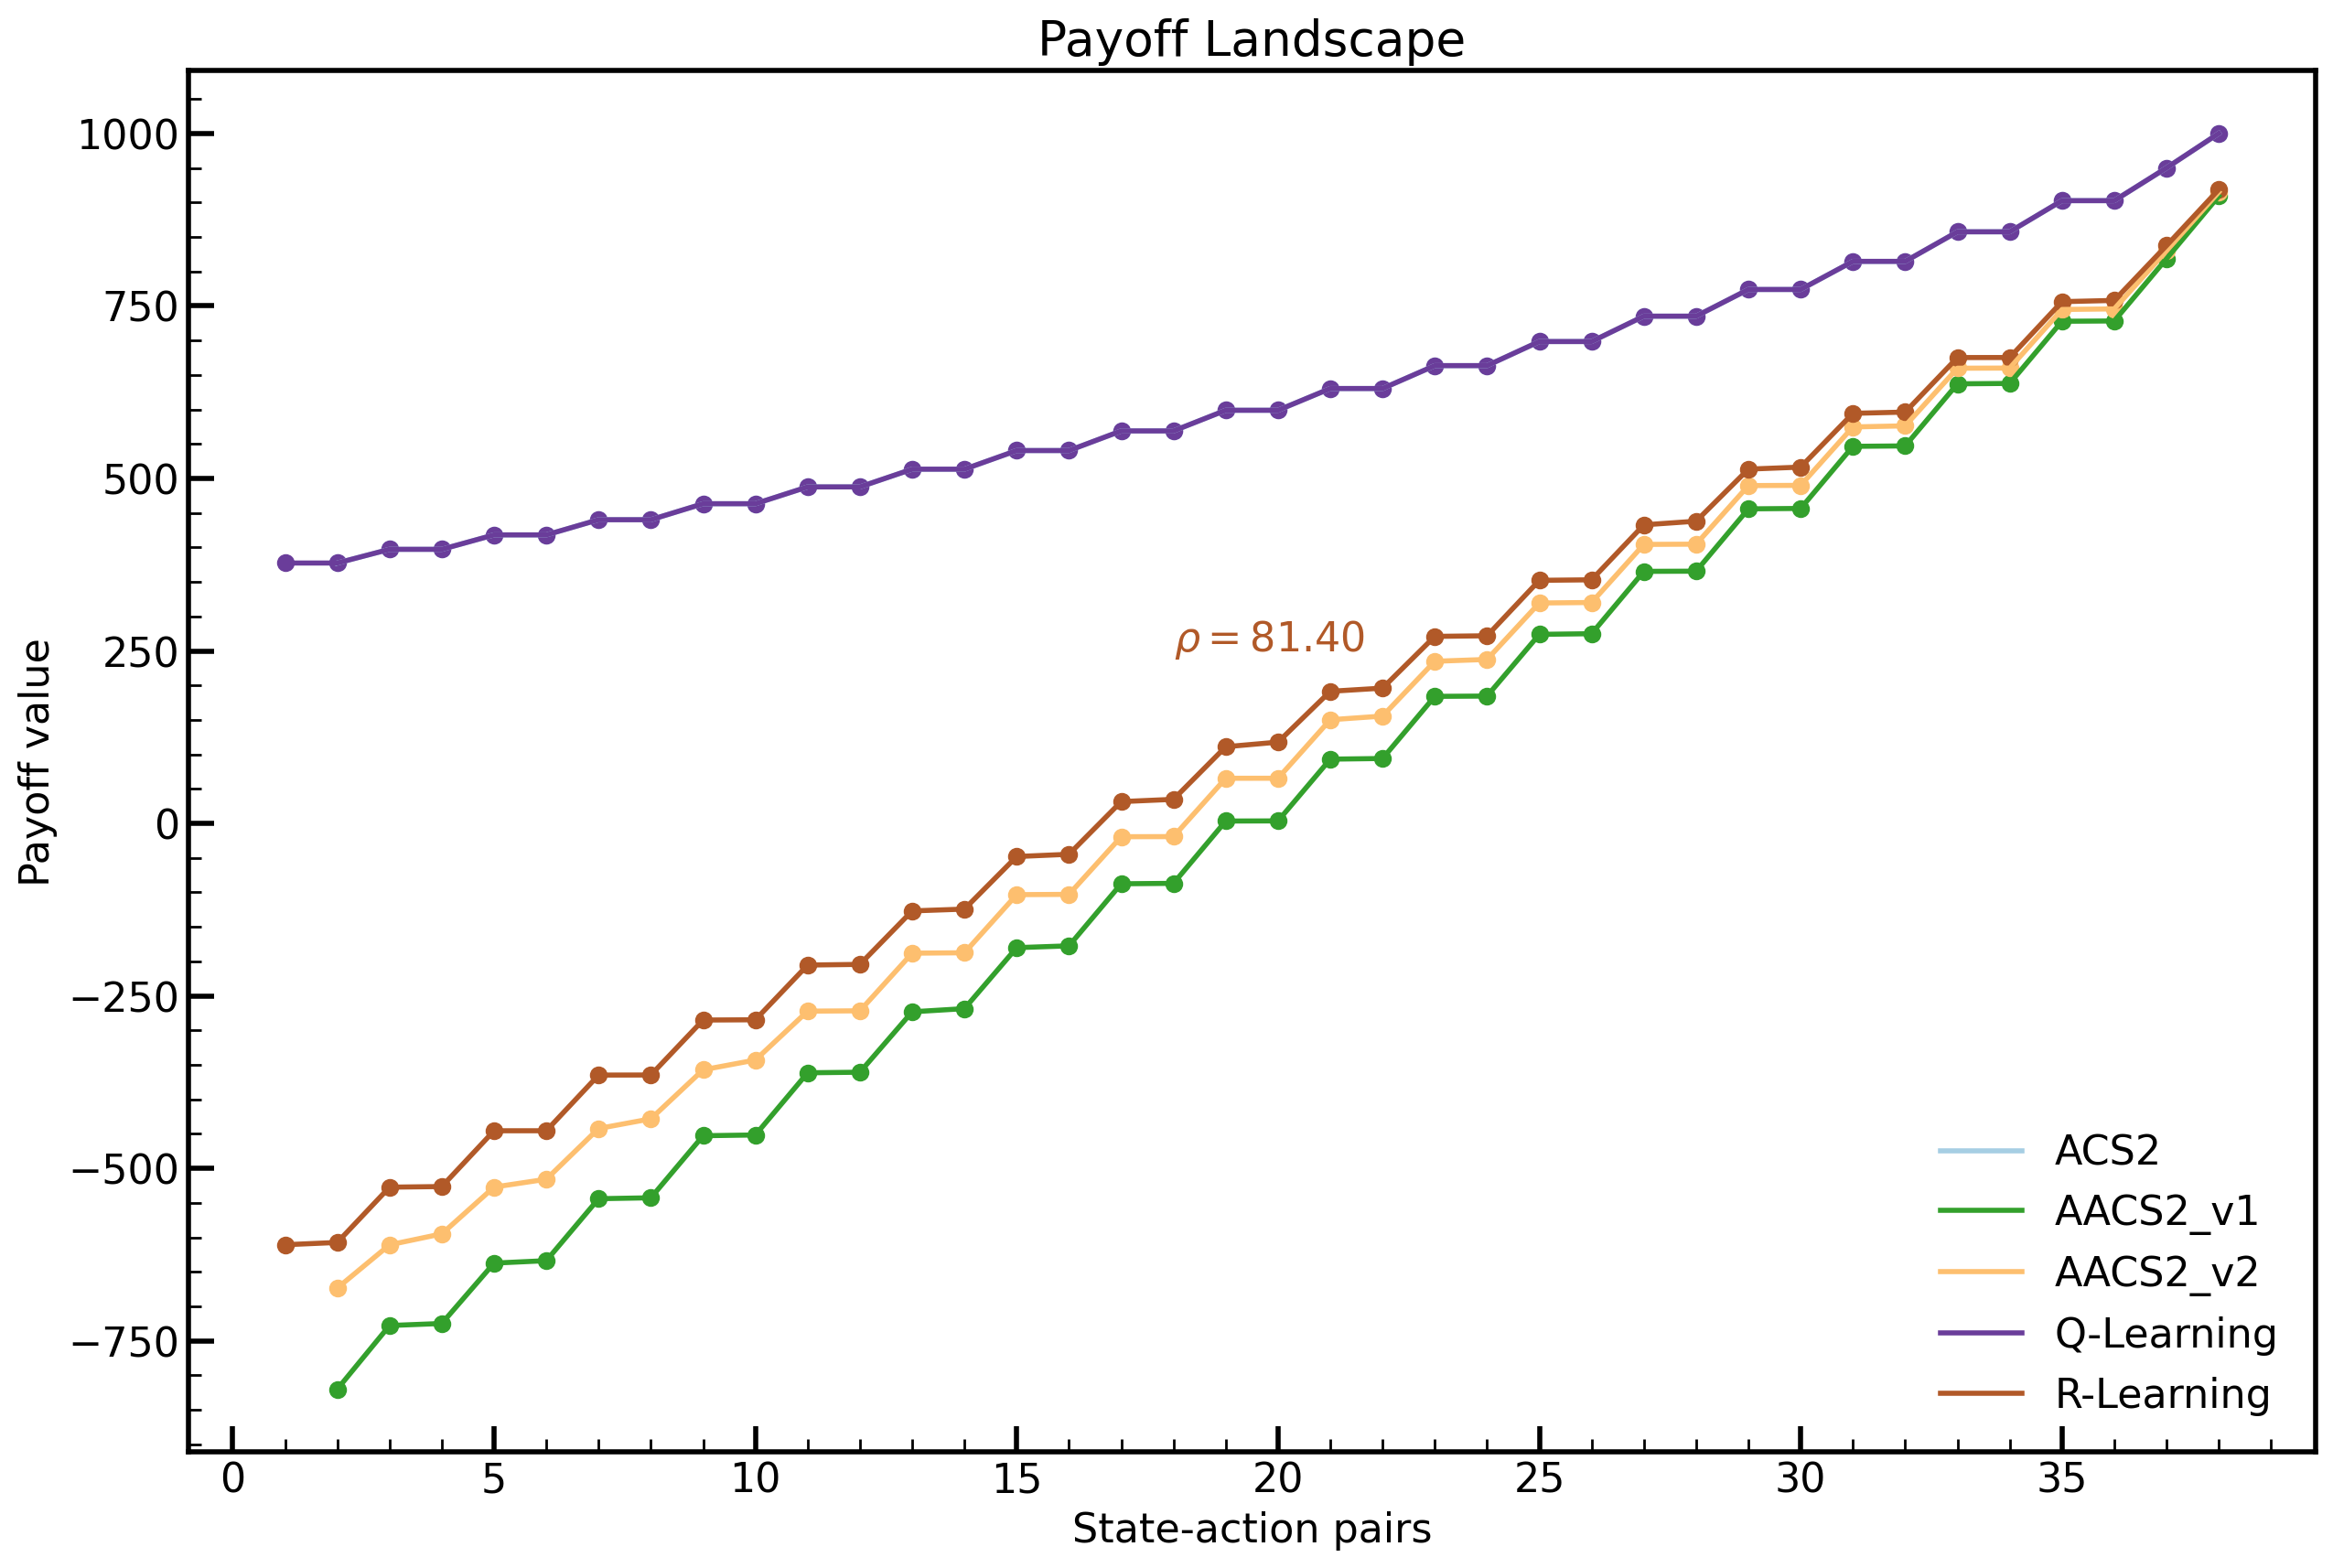 Payoff Landscape
1000
750
500
250
0
−250
−500
−750
Payoff value
ρ = 81.40
ACS2
AACS2_v1
AACS2_v2
Q-Learning
R-Learning
0 5 10 15 20 25 30 35
State-action pairs